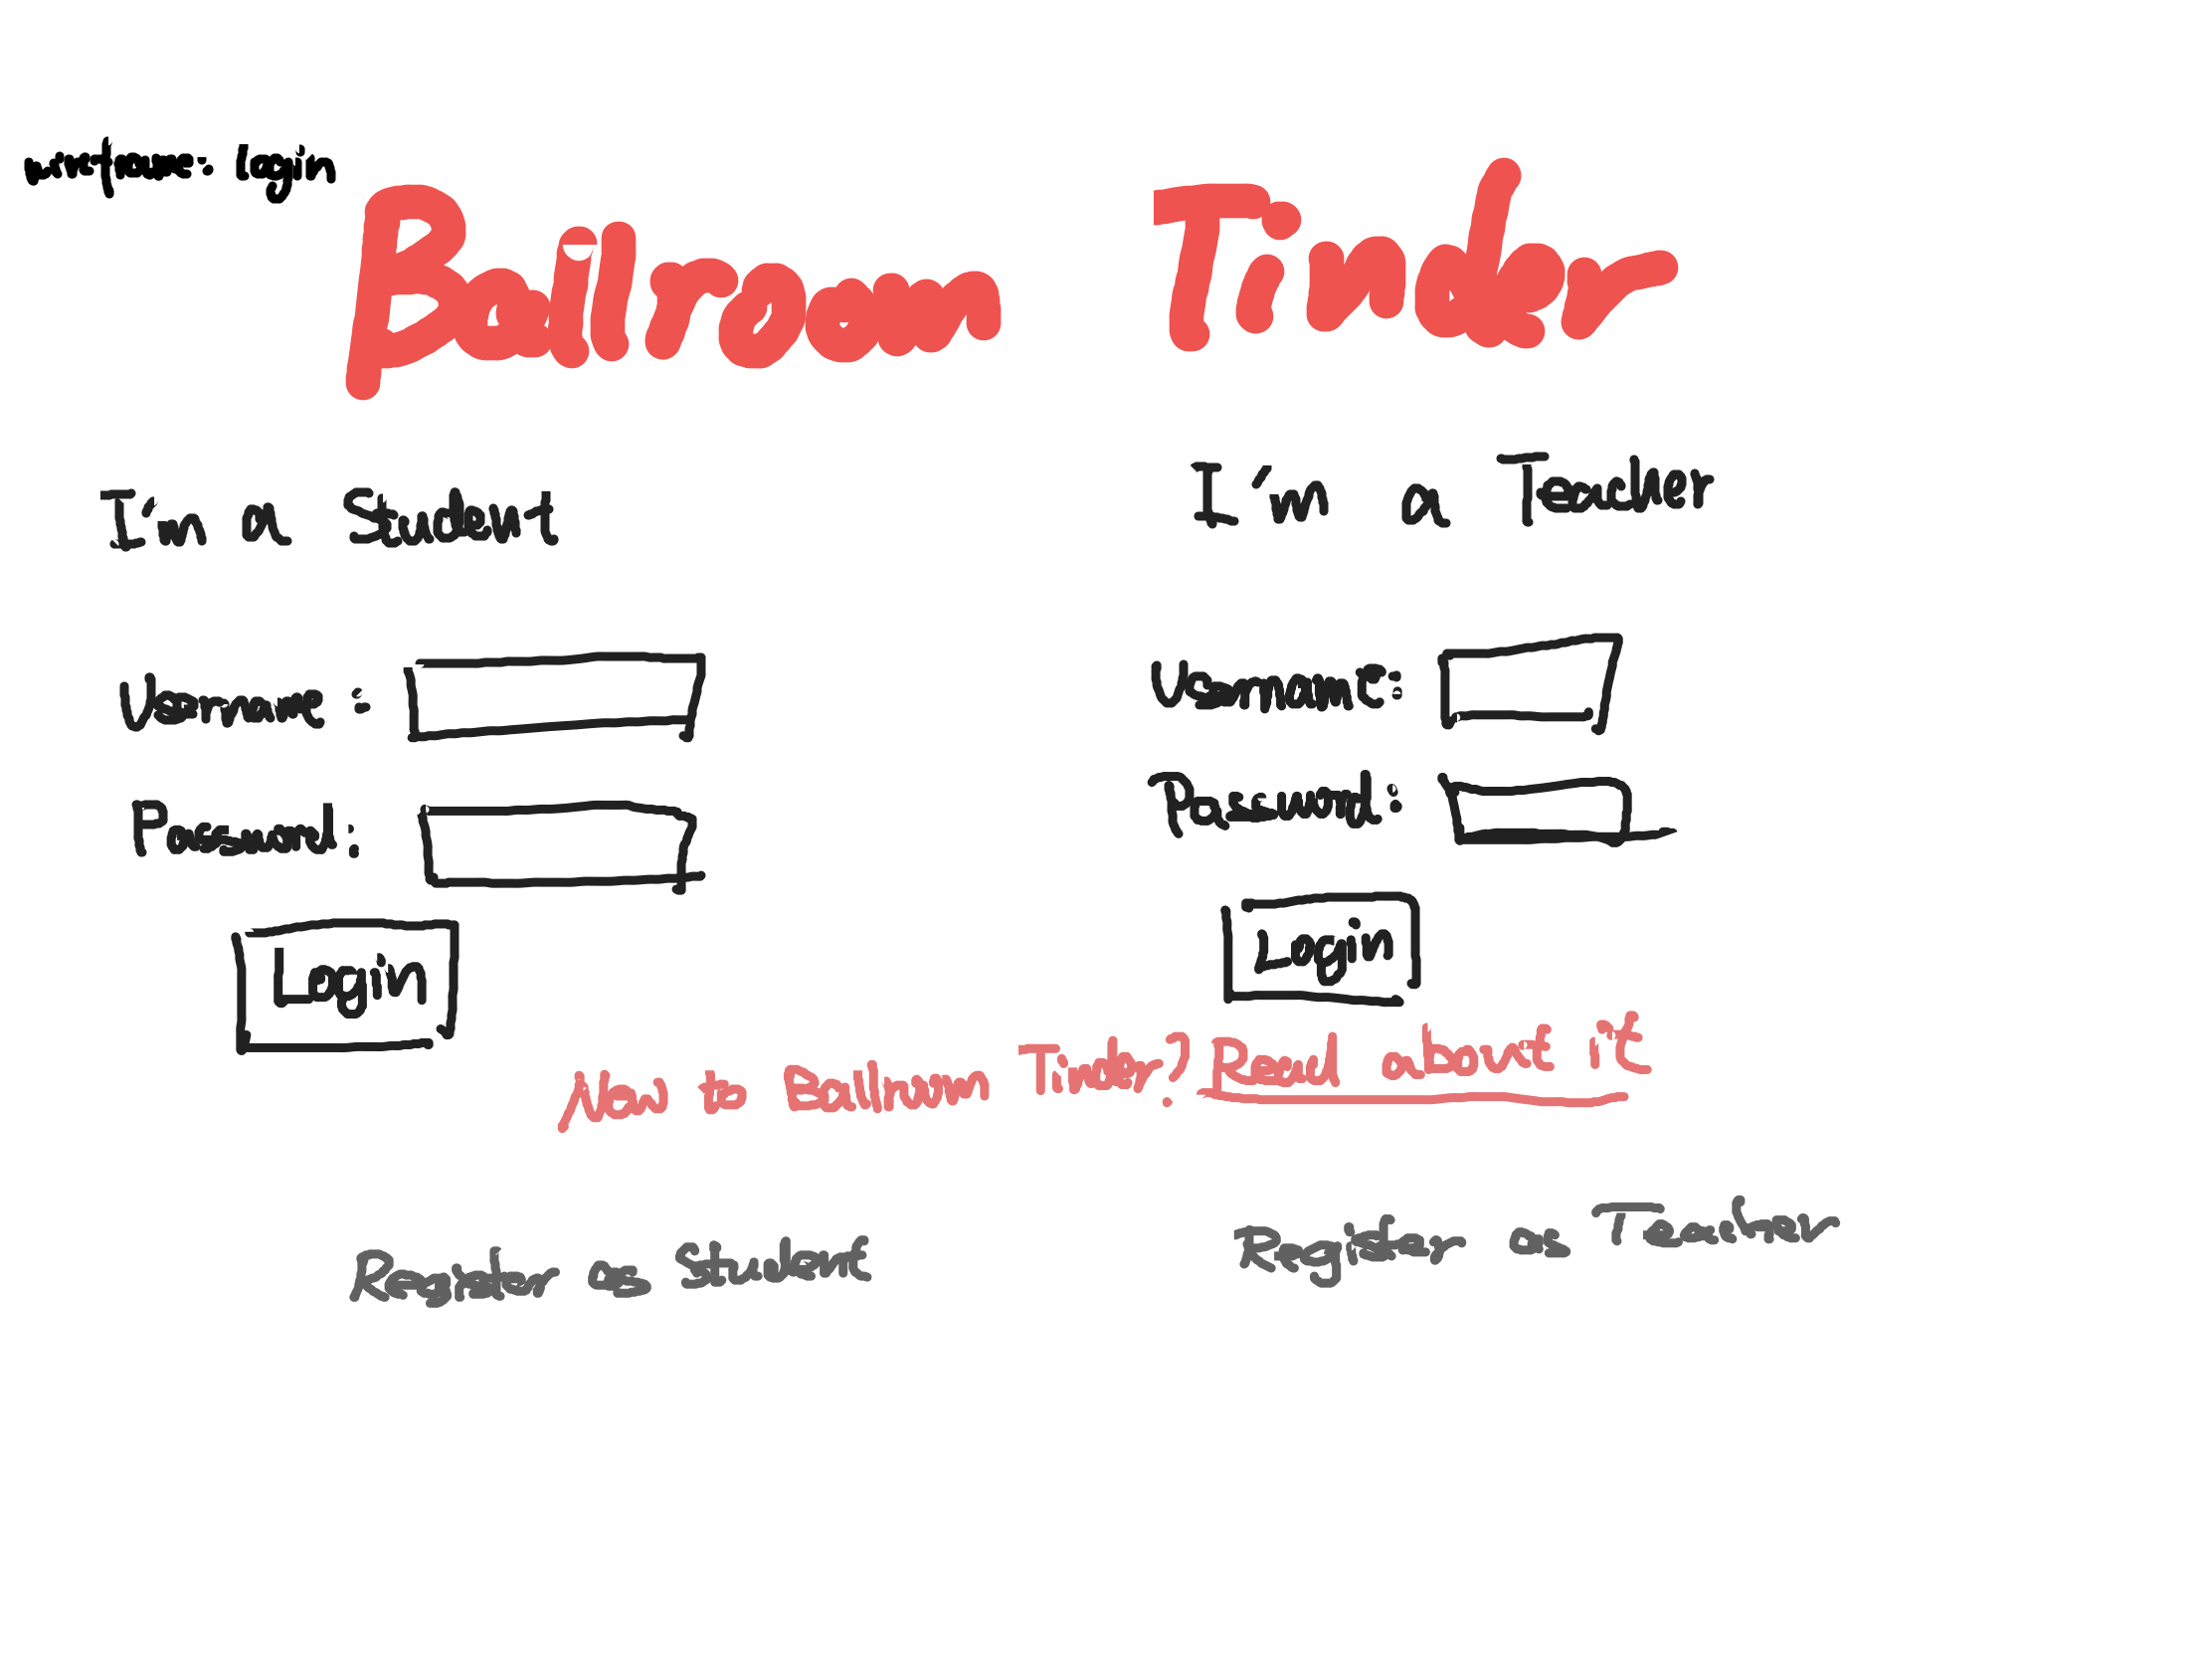 wireframe: login
Ballroom Tinder
I'm a Student
I'm a Teacher
Username:
Password:
Login
Username:
Password:
Login
New to Ballroom Tinder? Read about it
Register as Student
Register as Teacher